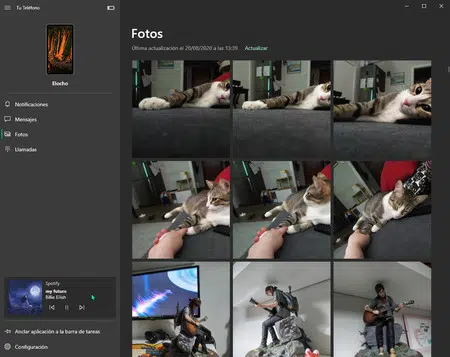 Tu Teléfono
Elocho
Notificaciones
Mensajes
Fotos
Llamadas
Spotify
my future
Billie Eilish
Anclar aplicación a la barra de tareas
Configuración
Fotos
Última actualización el 20/08/2020 a las 13:39
Actualizar